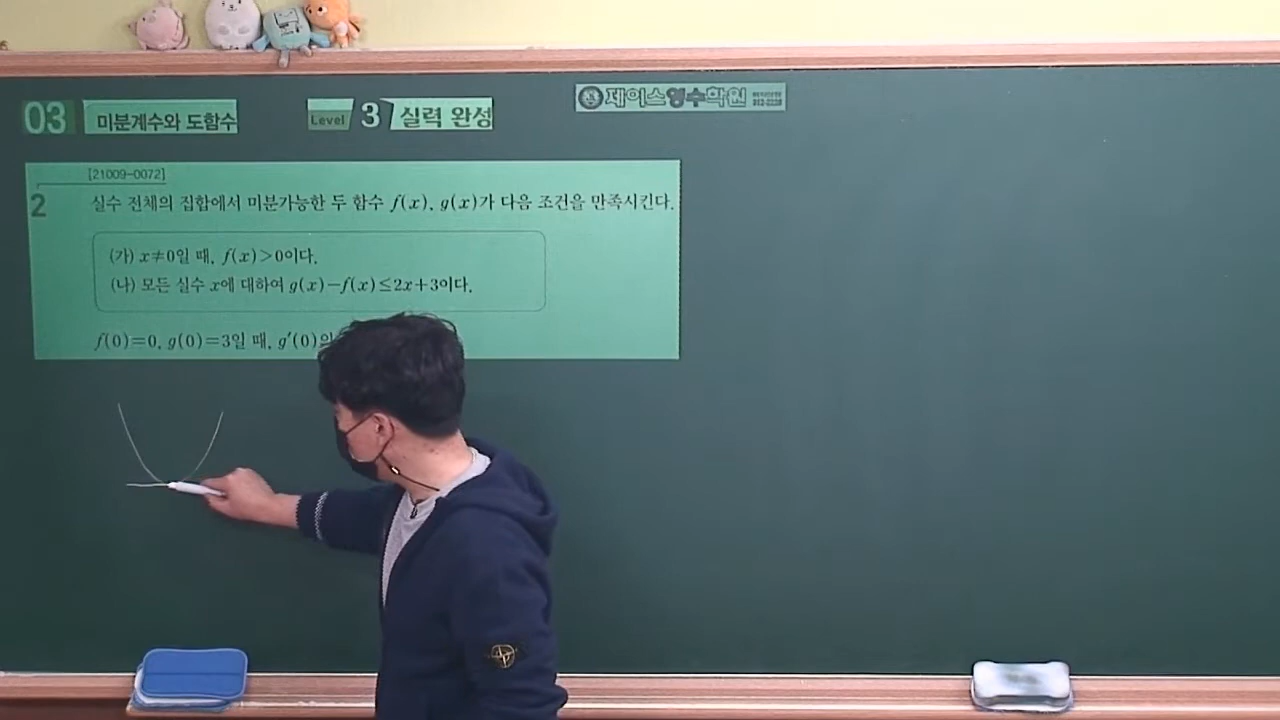 03 미분계수와 도함수 Level 3 실력 완성
제이스영수학원
[21009-0072]
2 실수 전체의 집합에서 미분가능한 두 함수 f(x), g(x)가 다음 조건을 만족시킨다.
(가) x≠0일 때, f(x)>0이다.
(나) 모든 실수 x에 대하여 g(x)-f(x)≤2x+3이다.
f(0)=0, g(0)=3일 때, g′(0)의